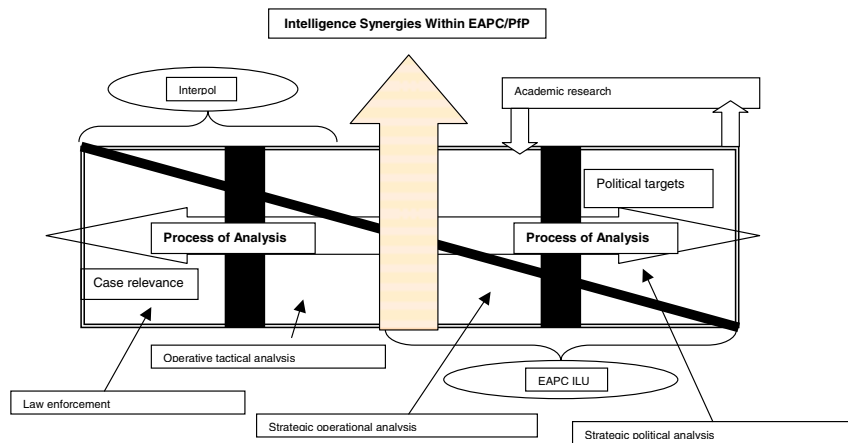 Intelligence Synergies Within EAPC/PfP
Interpol
Academic research
Political targets
Process of Analysis
Process of Analysis
Case relevance
Operative tactical analysis
EAPC ILU
Law enforcement
Strategic operational analysis
Strategic political analysis